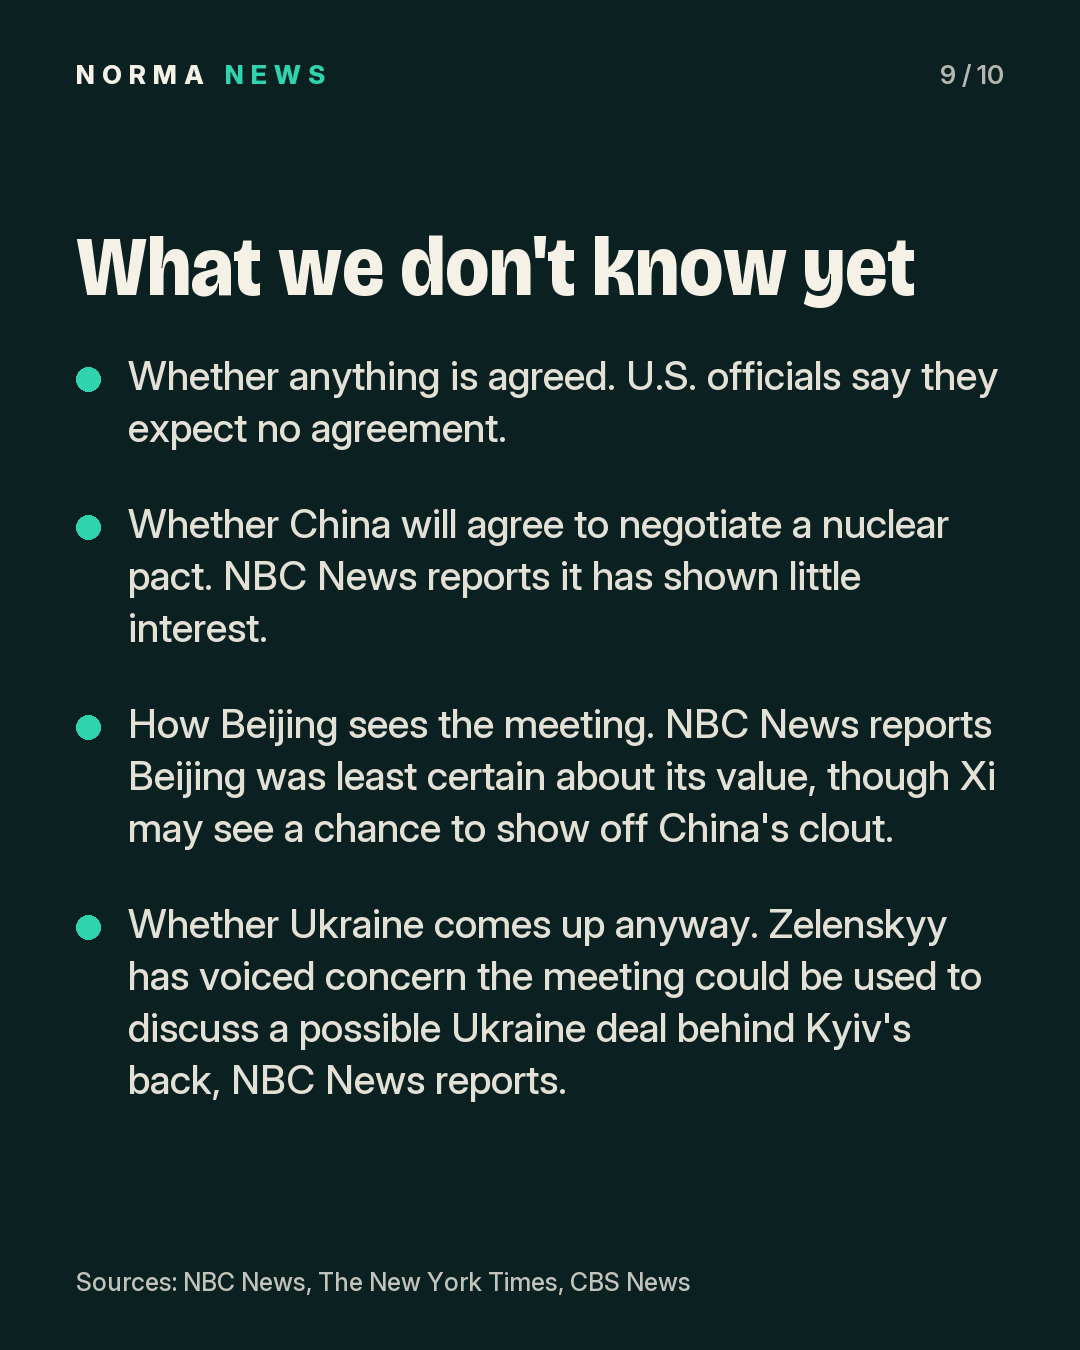 NORMA NEWS
9 / 10
What we don't know yet
Whether anything is agreed. U.S. officials say they
expect no agreement.
Whether China will agree to negotiate a nuclear
pact. NBC News reports it has shown little
interest.
How Beijing sees the meeting. NBC News reports
Beijing was least certain about its value, though Xi
may see a chance to show off China's clout.
Whether Ukraine comes up anyway. Zelenskyy
has voiced concern the meeting could be used to
discuss a possible Ukraine deal behind Kyiv's
back, NBC News reports.
Sources: NBC News, The New York Times, CBS News